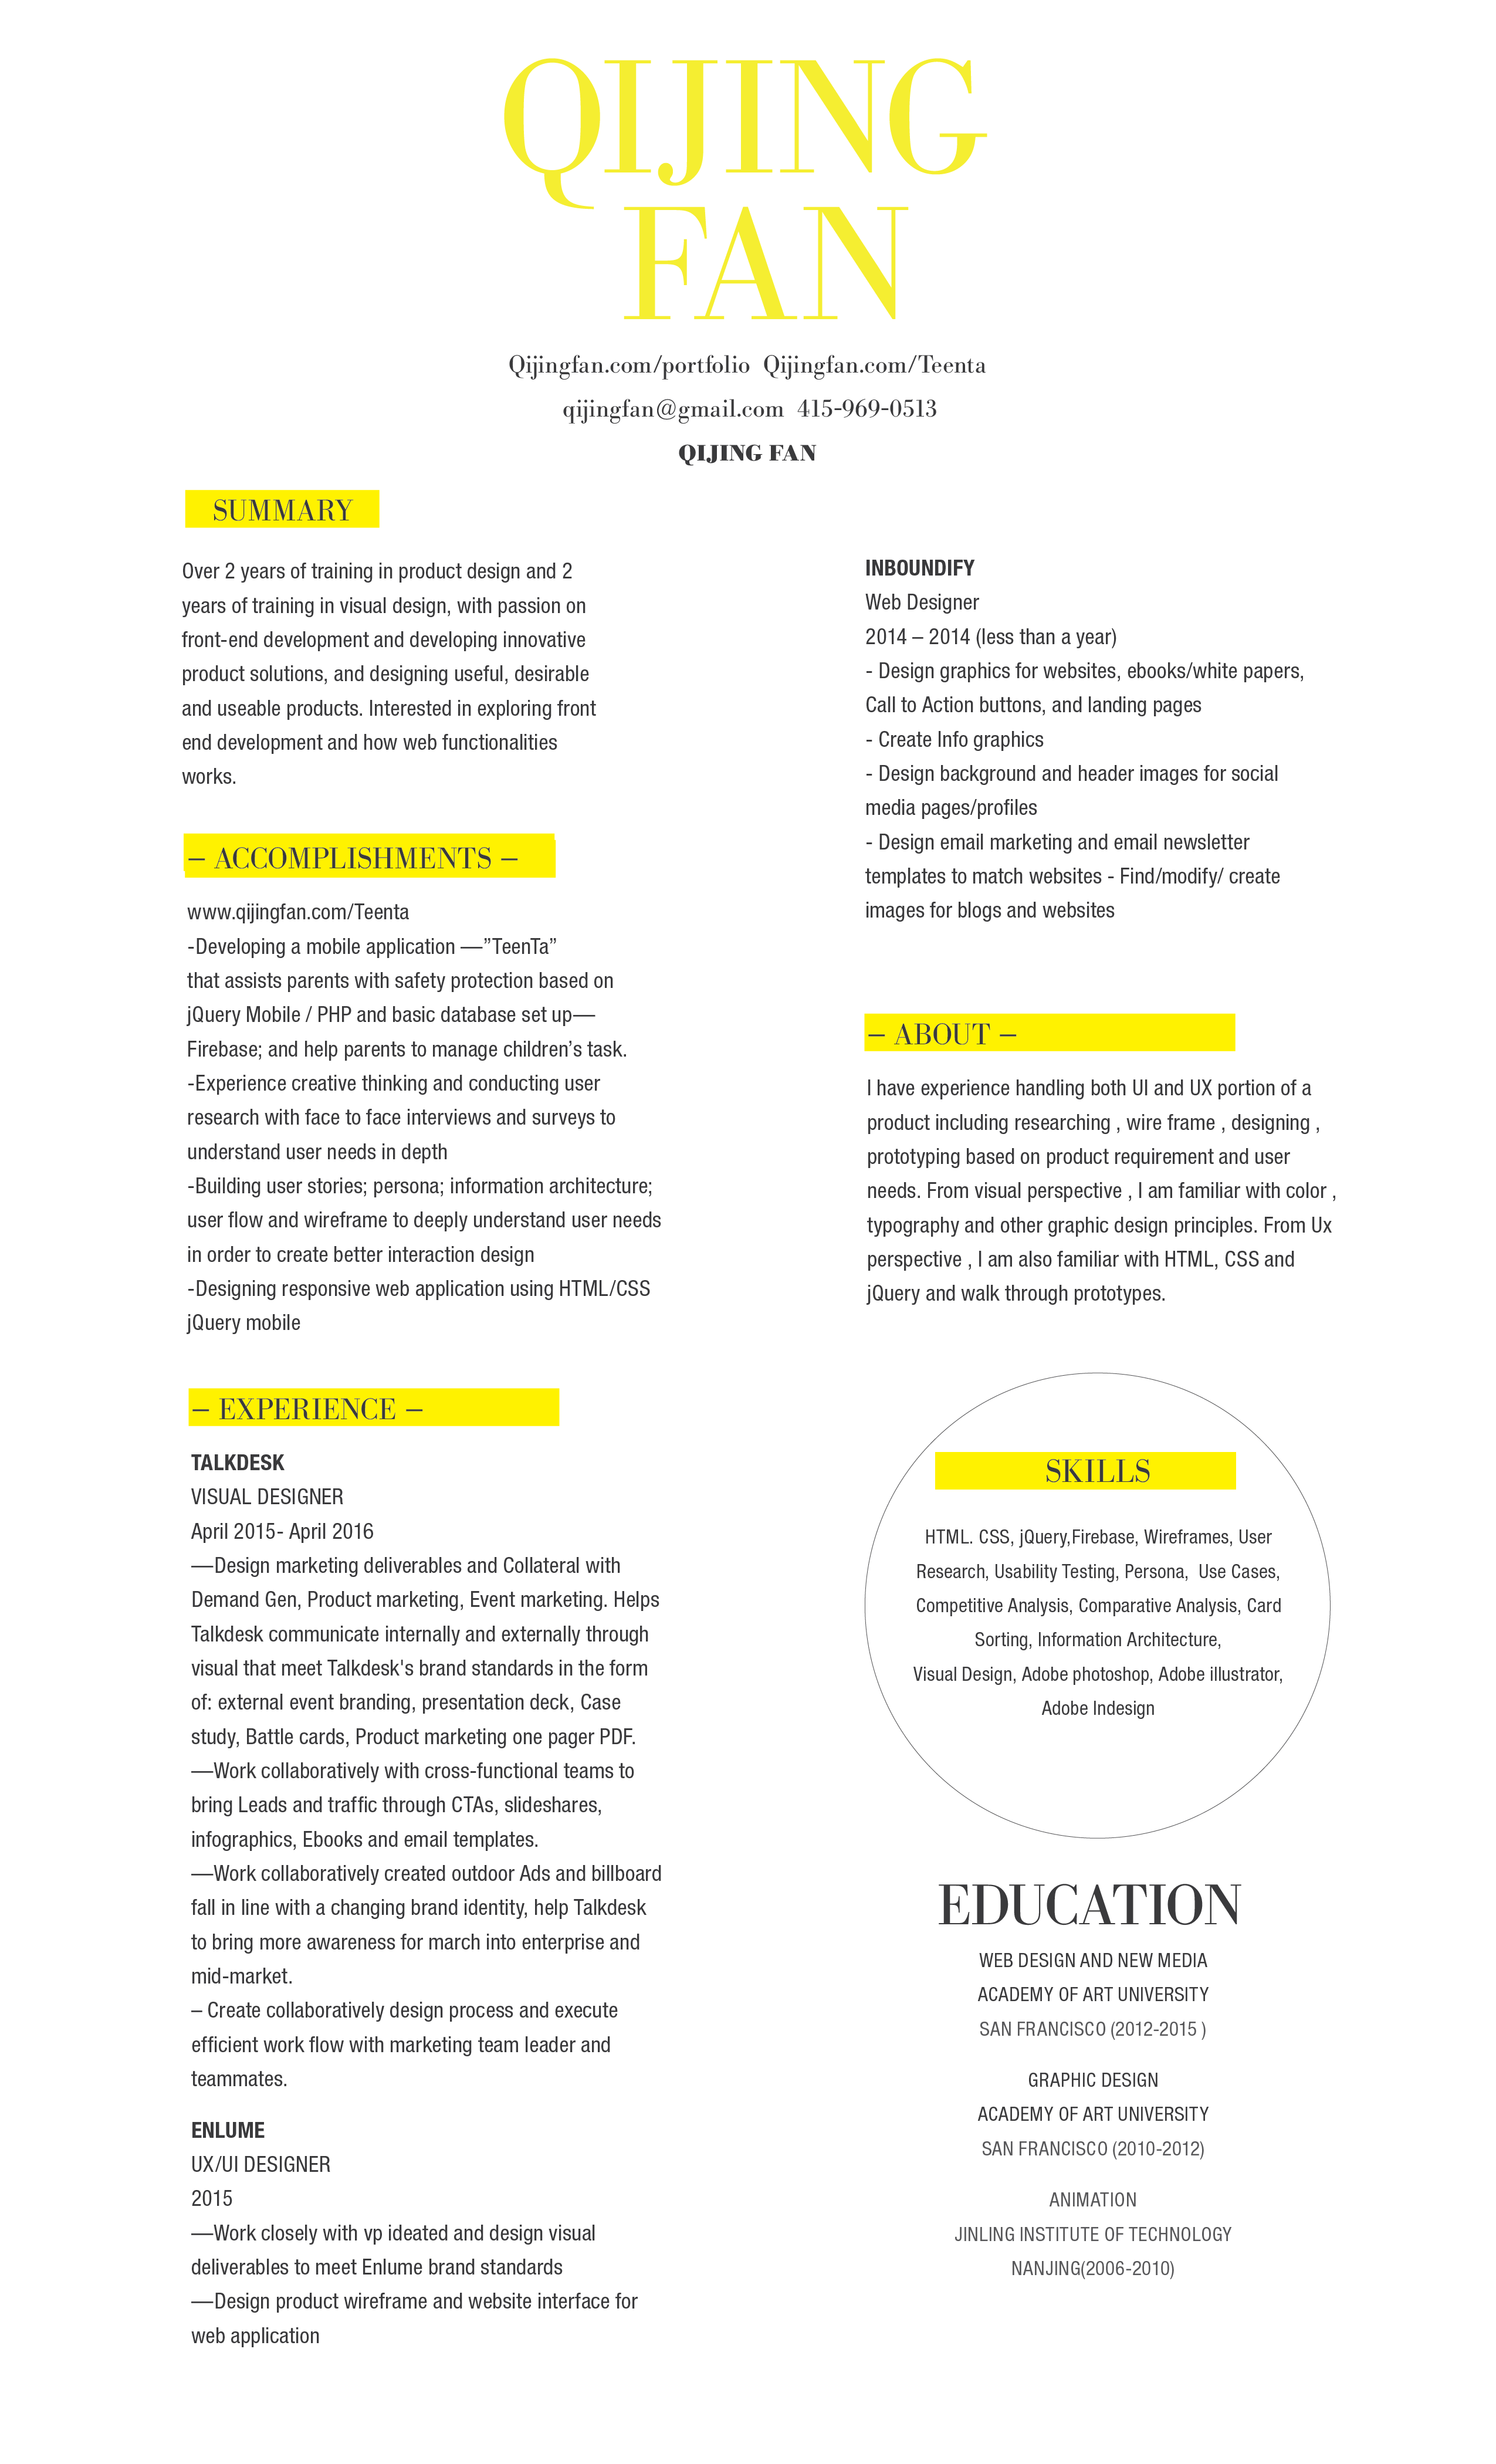 QIJING
FAN
Qijingfan.com/portfolio Qijingfan.com/Teenta
qijingfan@gmail.com 415-969-0513
QIJING FAN
SUMMARY
Over 2 years of training in product design and 2
years of training in visual design, with passion on
front-end development and developing innovative
product solutions, and designing useful, desirable
and useable products. Interested in exploring front
end development and how web functionalities
works.
– ACCOMPLISHMENTS –
www.qijingfan.com/Teenta
-Developing a mobile application —”TeenTa”
that assists parents with safety protection based on
jQuery Mobile / PHP and basic database set up—
Firebase; and help parents to manage children’s task.
-Experience creative thinking and conducting user
research with face to face interviews and surveys to
understand user needs in depth
-Building user stories; persona; information architecture;
user flow and wireframe to deeply understand user needs
in order to create better interaction design
-Designing responsive web application using HTML/CSS
jQuery mobile
– EXPERIENCE –
TALKDESK
VISUAL DESIGNER
April 2015- April 2016
—Design marketing deliverables and Collateral with
Demand Gen, Product marketing, Event marketing. Helps
Talkdesk communicate internally and externally through
visual that meet Talkdesk's brand standards in the form
of: external event branding, presentation deck, Case
study, Battle cards, Product marketing one pager PDF.
—Work collaboratively with cross-functional teams to
bring Leads and traffic through CTAs, slideshares,
infographics, Ebooks and email templates.
—Work collaboratively created outdoor Ads and billboard
fall in line with a changing brand identity, help Talkdesk
to bring more awareness for march into enterprise and
mid-market.
– Create collaboratively design process and execute
efficient work flow with marketing team leader and
teammates.
ENLUME
UX/UI DESIGNER
2015
—Work closely with vp ideated and design visual
deliverables to meet Enlume brand standards
—Design product wireframe and website interface for
web application
INBOUNDIFY
Web Designer
2014 – 2014 (less than a year)
- Design graphics for websites, ebooks/white papers,
Call to Action buttons, and landing pages
- Create Info graphics
- Design background and header images for social
media pages/profiles
- Design email marketing and email newsletter
templates to match websites - Find/modify/ create
images for blogs and websites
– ABOUT –
I have experience handling both UI and UX portion of a
product including researching , wire frame , designing ,
prototyping based on product requirement and user
needs. From visual perspective , I am familiar with color ,
typography and other graphic design principles. From Ux
perspective , I am also familiar with HTML, CSS and
jQuery and walk through prototypes.
SKILLS
HTML. CSS, jQuery,Firebase, Wireframes, User
Research, Usability Testing, Persona, Use Cases,
Competitive Analysis, Comparative Analysis, Card
Sorting, Information Architecture,
Visual Design, Adobe photoshop, Adobe illustrator,
Adobe Indesign
EDUCATION
WEB DESIGN AND NEW MEDIA
ACADEMY OF ART UNIVERSITY
SAN FRANCISCO (2012-2015 )
GRAPHIC DESIGN
ACADEMY OF ART UNIVERSITY
SAN FRANCISCO (2010-2012)
ANIMATION
JINLING INSTITUTE OF TECHNOLOGY
NANJING(2006-2010)